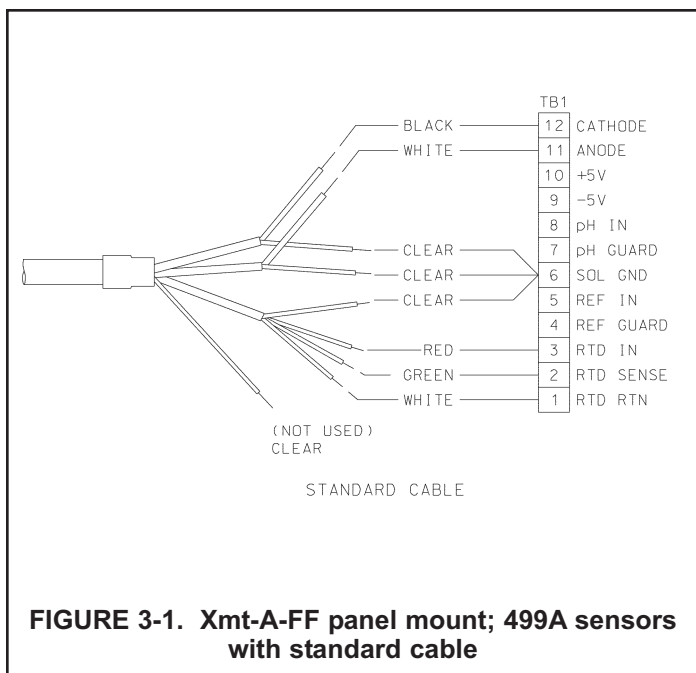 TB1
BLACK 12 CATHODE
WHITE 11 ANODE
10 +5V
9 -5V
8 pH IN
CLEAR 7 pH GUARD
CLEAR 6 SOL GND
CLEAR 5 REF IN
4 REF GUARD
RED 3 RTD IN
GREEN 2 RTD SENSE
WHITE 1 RTD RTN
(NOT USED)
CLEAR
STANDARD CABLE
FIGURE 3-1. Xmt-A-FF panel mount; 499A sensors
with standard cable